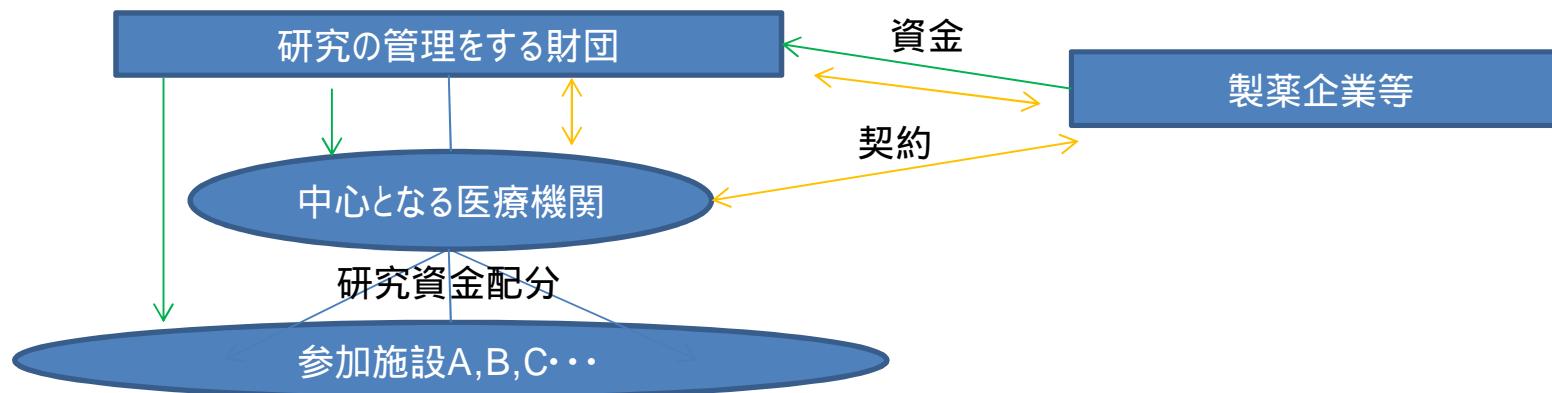 研究の管理をする財団
資金
製薬企業等
契約
中心となる医療機関
研究資金配分
参加施設A,B,C・・・